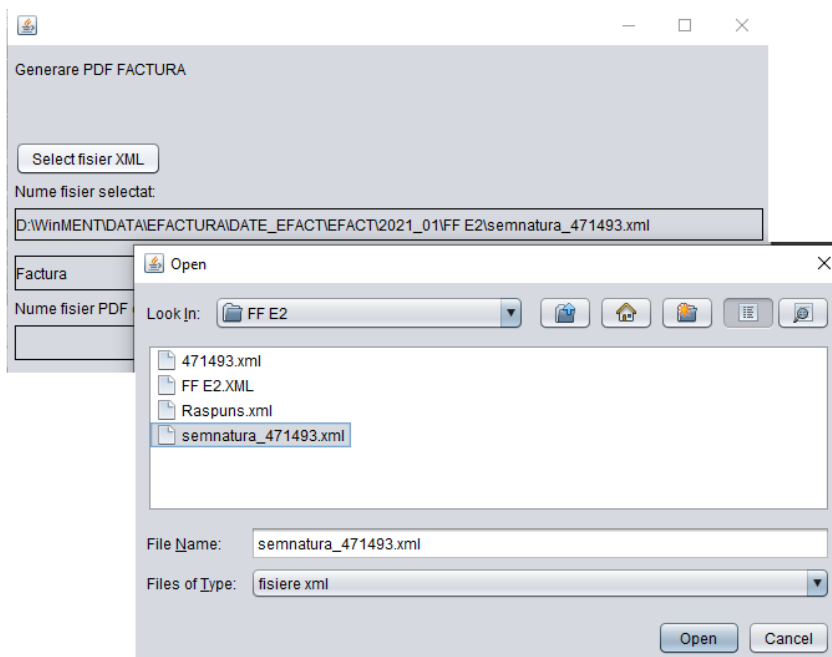 Generare PDF FACTURA
Select fisier XML
Nume fisier selectat:
D:\WinMENT\DATA\EFACTURA\DATE_EFACT\EFACT\2021_01\FF E2\semnatura_471493.xml
Factura
Nume fisier PDF
Open
Look In:
FF E2
471493.xml
FF E2.XML
Raspuns.xml
semnatura_471493.xml
File Name:
semnatura_471493.xml
Files of Type:
fisiere xml
Open
Cancel